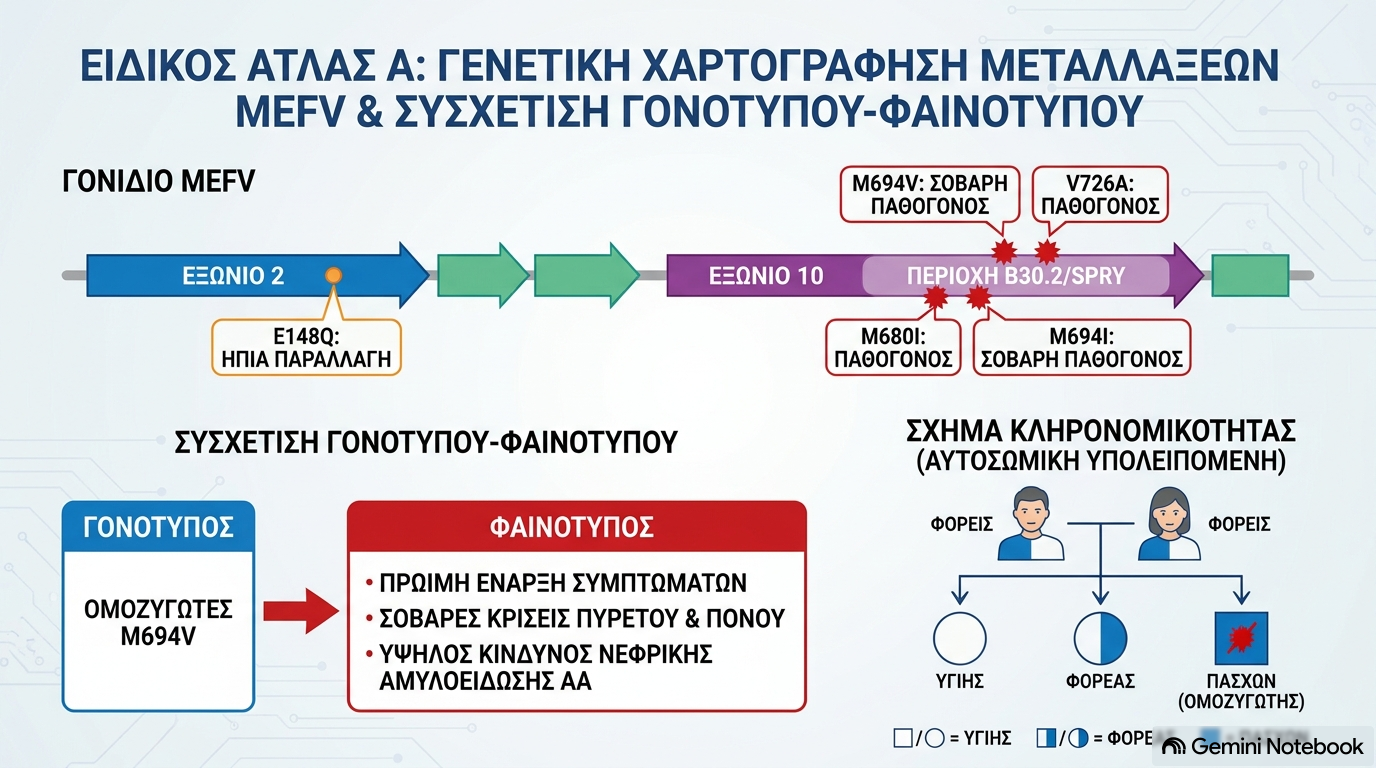 ΕΙΔΙΚΟΣ ΑΤΛΑΣ Α: ΓΕΝΕΤΙΚΗ ΧΑΡΤΟΓΡΑΦΗΣΗ ΜΕΤΑΛΛΑΞΕΩΝ
MEFV & ΣΥΣΧΕΤΙΣΗ ΓΟΝΟΤΥΠΟΥ-ΦΑΙΝΟΤΥΠΟΥ
ΓΟΝΙΔΙΟ MEFV
M694V: ΣΟΒΑΡΗ
ΠΑΘΟΓΟΝΟΣ
V726A:
ΠΑΘΟΓΟΝΟΣ
ΕΞΩΝΙΟ 2
ΕΞΩΝΙΟ 10
ΠΕΡΙΟΧΗ B30.2/SPRY
E148Q:
ΗΠΙΑ ΠΑΡΑΛΛΑΓΗ
M680I:
ΠΑΘΟΓΟΝΟΣ
M694I:
ΣΟΒΑΡΗ ΠΑΘΟΓΟΝΟΣ
ΣΥΣΧΕΤΙΣΗ ΓΟΝΟΤΥΠΟΥ-ΦΑΙΝΟΤΥΠΟΥ
ΓΟΝΟΤΥΠΟΣ
ΟΜΟΖΥΓΩΤΕΣ
M694V
ΦΑΙΝΟΤΥΠΟΣ
• ΠΡΩΙΜΗ ΕΝΑΡΞΗ ΣΥΜΠΤΩΜΑΤΩΝ
• ΣΟΒΑΡΕΣ ΚΡΙΣΕΙΣ ΠΥΡΕΤΟΥ & ΠΟΝΟΥ
• ΥΨΗΛΟΣ ΚΙΝΔΥΝΟΣ ΝΕΦΡΙΚΗΣ
ΑΜΥΛΟΕΙΔΩΣΗΣ ΑΑ
ΣΧΗΜΑ ΚΛΗΡΟΝΟΜΙΚΟΤΗΤΑΣ
(ΑΥΤΟΣΩΜΙΚΗ ΥΠΟΛΕΙΠΟΜΕΝΗ)
ΦΟΡΕΙΣ
ΦΟΡΕΙΣ
ΥΓΙΗΣ
ΦΟΡΕΑΣ
ΠΑΣΧΩΝ
(ΟΜΟΖΥΓΩΤΗΣ)
/ = ΥΓΙΗΣ
/ = ΦΟΡΕΑΣ
Gemini Notebook